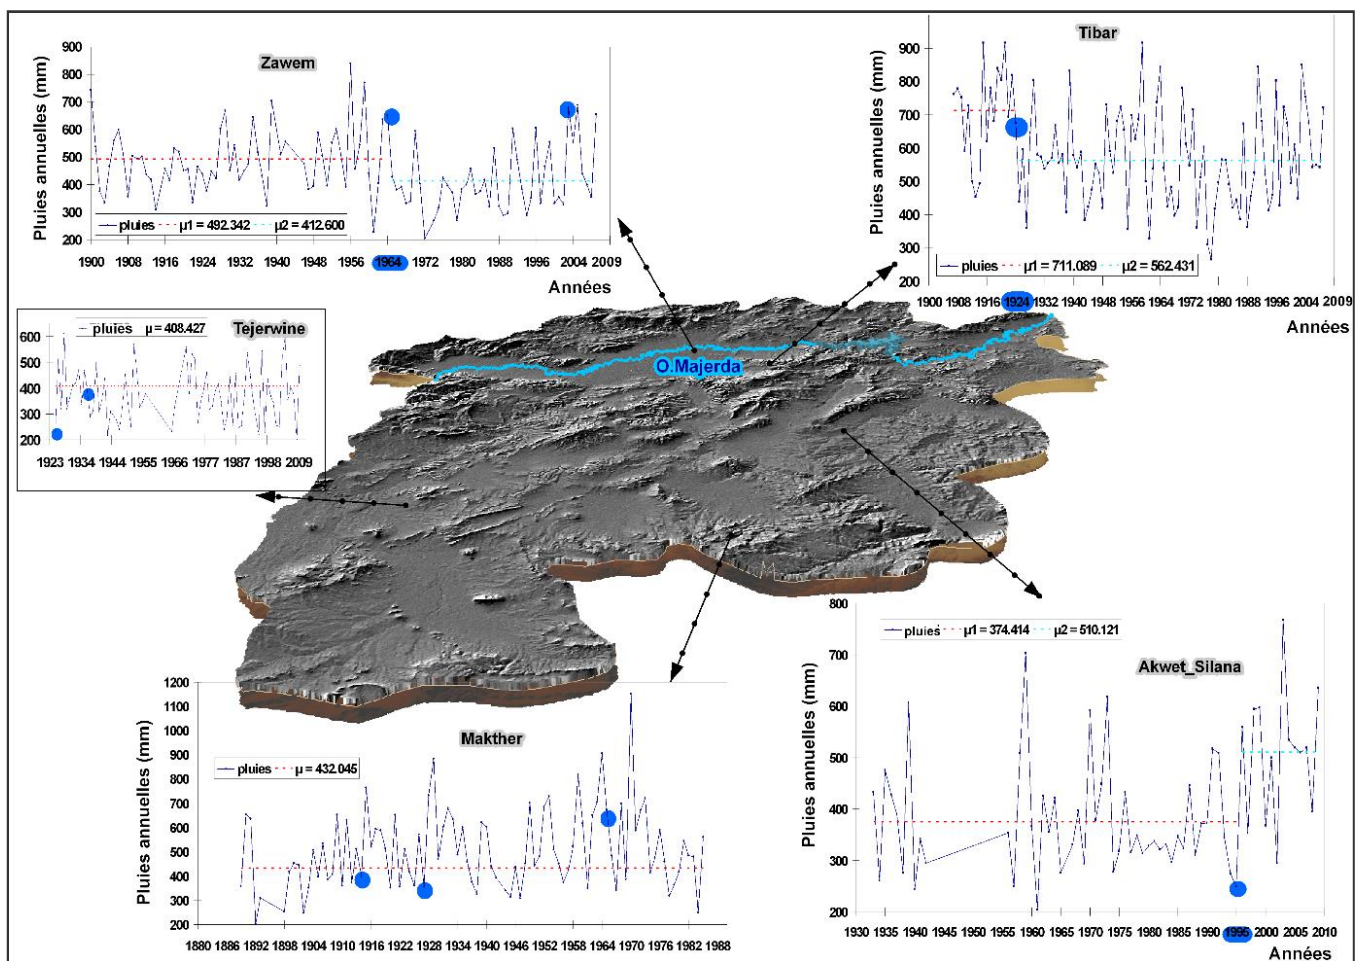 Zawem
Pluies annuelles (mm)
900
800
700
600
500
400
300
200
pluies μ1 = 492.342 μ2 = 412.600
1900 1908 1916 1924 1932 1940 1948 1956 1964 1972 1980 1988 1996 2004 2009
Années
Tibar
Pluies annuelles (mm)
900
800
700
600
500
400
300
200
pluies μ1 = 711.089 μ2 = 562.431
1900 1908 1916 1924 1932 1940 1948 1956 1964 1972 1980 1988 1996 2004 2009
Années
Tejerwine
pluies μ = 408.427
600
500
400
300
200
1923 1934 1944 1955 1966 1977 1987 1998 2009
O.Majerda
Makther
Pluies annuelles (mm)
1200
1100
1000
900
800
700
600
500
400
300
200
pluies μ = 432.045
1880 1886 1892 1898 1904 1910 1916 1922 1928 1934 1940 1946 1952 1958 1964 1970 1976 1982 1988
Akwet_Silana
Pluies annuelles (mm)
800
700
600
500
400
300
200
pluies μ1 = 374.414 μ2 = 510.121
1930 1935 1940 1945 1950 1955 1960 1965 1970 1975 1980 1985 1990 1995 2000 2005 2010
Années